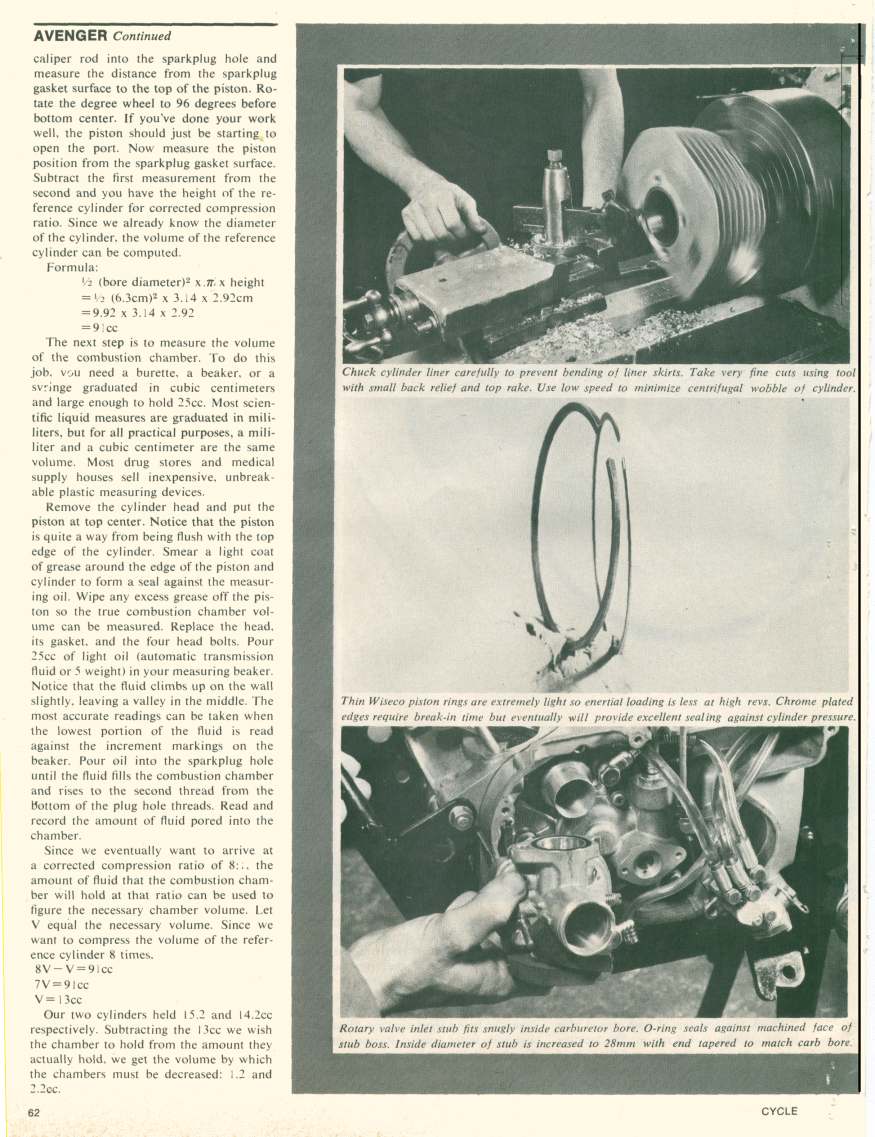 AVENGER Continued
caliper rod into the sparkplug hole and
measure the distance from the sparkplug
gasket surface to the top of the piston. Ro-
tate the degree wheel to 96 degrees before
bottom center. If you've done your work
well, the piston should just be starting to
open the port. Now measure the piston
position from the sparkplug gasket surface.
Subtract the first measurement from the
second and you have the height of the re-
ference cylinder for corrected compression
ratio. Since we already know the diameter
of the cylinder, the volume of the reference
cylinder can be computed.
Formula:
½ (bore diameter)² x π x height
= ½ (6.3cm)² x 3.14 x 2.92cm
=9.92 x 3.14 x 2.92
=91cc
The next step is to measure the volume
of the combustion chamber. To do this
job, you need a burette, a beaker, or a
syringe graduated in cubic centimeters
and large enough to hold 25cc. Most scien-
tific liquid measures are graduated in mili-
liters, but for all practical purposes, a mili-
liter and a cubic centimeter are the same
volume. Most drug stores and medical
supply houses sell inexpensive, unbreak-
able plastic measuring devices.
Remove the cylinder head and put the
piston at top center. Notice that the piston
is quite a way from being flush with the top
edge of the cylinder. Smear a light coat
of grease around the edge of the piston and
cylinder to form a seal against the measur-
ing oil. Wipe any excess grease off the pis-
ton so the true combustion chamber vol-
ume can be measured. Replace the head,
its gasket, and the four head bolts. Pour
25cc of light oil (automatic transmission
fluid or 5 weight) in your measuring beaker.
Notice that the fluid climbs up on the wall
slightly, leaving a valley in the middle. The
most accurate readings can be taken when
the lowest portion of the fluid is read
against the increment markings on the
beaker. Pour oil into the sparkplug hole
until the fluid fills the combustion chamber
and rises to the second thread from the
bottom of the plug hole threads. Read and
record the amount of fluid pored into the
chamber.
Since we eventually want to arrive at
a corrected compression ratio of the
amount of fluid that the combustion cham-
ber will hold at that ratio can be used to
figure the necessary chamber volume. Let
V equal the necessary volume. Since we
want to compress the volume of the refer-
ence cylinder 8 times.
8V−V=91cc
7V=91cc
V=13cc
Our two cylinders held 15.2 and 14.2cc
respectively. Subtracting the 13cc we wish
the chamber to hold from the amount they
actually hold, we get the volume by which
the chambers must be decreased: 1.2 and
2.2cc.
Chuck cylinder liner carefully to prevent bending of liner skirts. Take very fine cuts using tool
with small back relief and top rake. Use low speed to minimize centrifugal wobble of cylinder.
Thin Wiseco piston rings are extremely light so enertial loading is less at high revs. Chrome plated
edges require break-in time but eventually will provide excellent sealing against cylinder pressure.
Rotary valve inlet stub fits snugly inside carburetor bore. O-ring seals against machined face of
stub boss. Inside diameter of stub is increased to 28mm with end tapered to match carb bore.
62
CYCLE